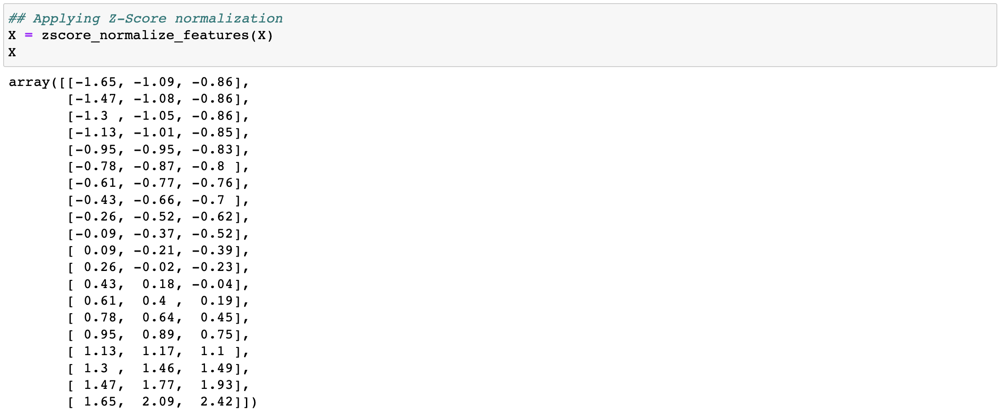 ## Applying Z-Score normalization
X = zscore_normalize_features(X)
X
array([[-1.65, -1.09, -0.86],
       [-1.47, -1.08, -0.86],
       [-1.3 , -1.05, -0.86],
       [-1.13, -1.01, -0.85],
       [-0.95, -0.95, -0.83],
       [-0.78, -0.87, -0.8 ],
       [-0.61, -0.77, -0.76],
       [-0.43, -0.66, -0.7 ],
       [-0.26, -0.52, -0.62],
       [-0.09, -0.37, -0.52],
       [ 0.09, -0.21, -0.39],
       [ 0.26, -0.02, -0.23],
       [ 0.43,  0.18, -0.04],
       [ 0.61,  0.4 ,  0.19],
       [ 0.78,  0.64,  0.45],
       [ 0.95,  0.89,  0.75],
       [ 1.13,  1.17,  1.1 ],
       [ 1.3 ,  1.46,  1.49],
       [ 1.47,  1.77,  1.93],
       [ 1.65,  2.09,  2.42]])